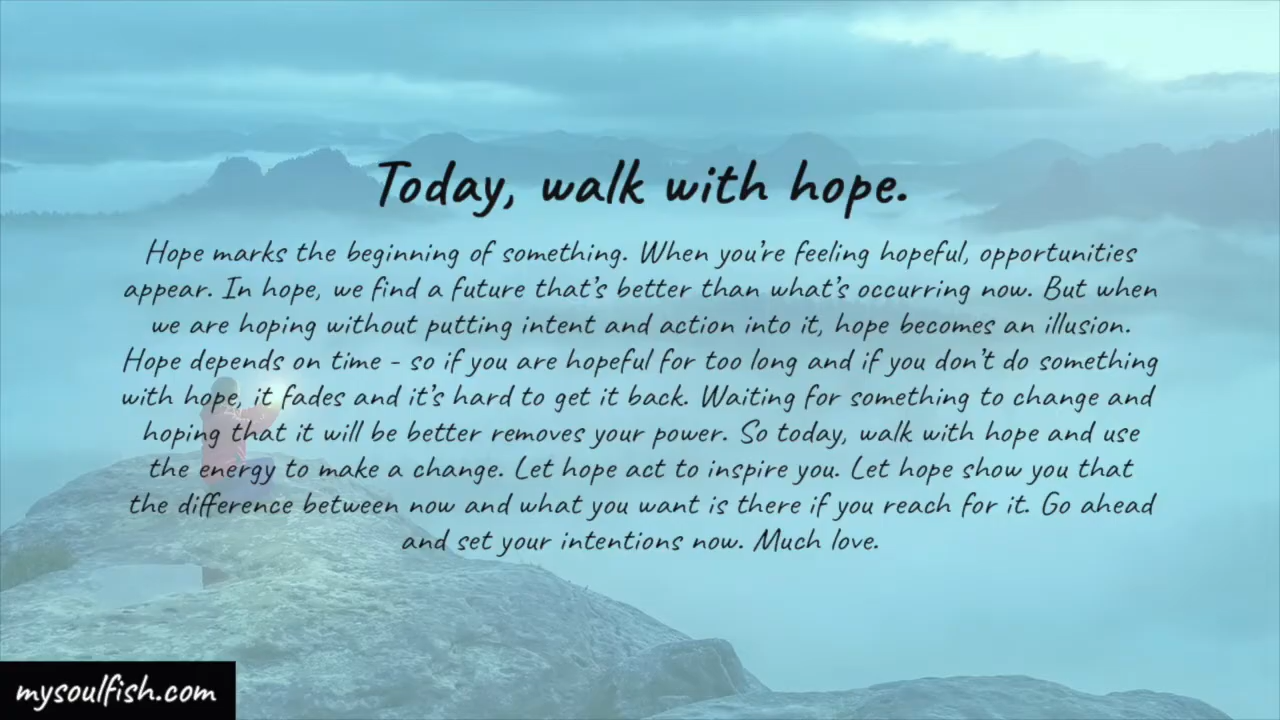 Today, walk with hope.
Hope marks the beginning of something. When you're feeling hopeful, opportunities
appear. In hope, we find a future that's better than what's occurring now. But when
we are hoping without putting intent and action into it, hope becomes an illusion.
Hope depends on time - so if you are hopeful for too long and if you don't do something
with hope, it fades and it's hard to get it back. Waiting for something to change and
hoping that it will be better removes your power. So today, walk with hope and use
the energy to make a change. Let hope act to inspire you. Let hope show you that
the difference between now and what you want is there if you reach for it. Go ahead
and set your intentions now. Much love.
mysoulfish.com